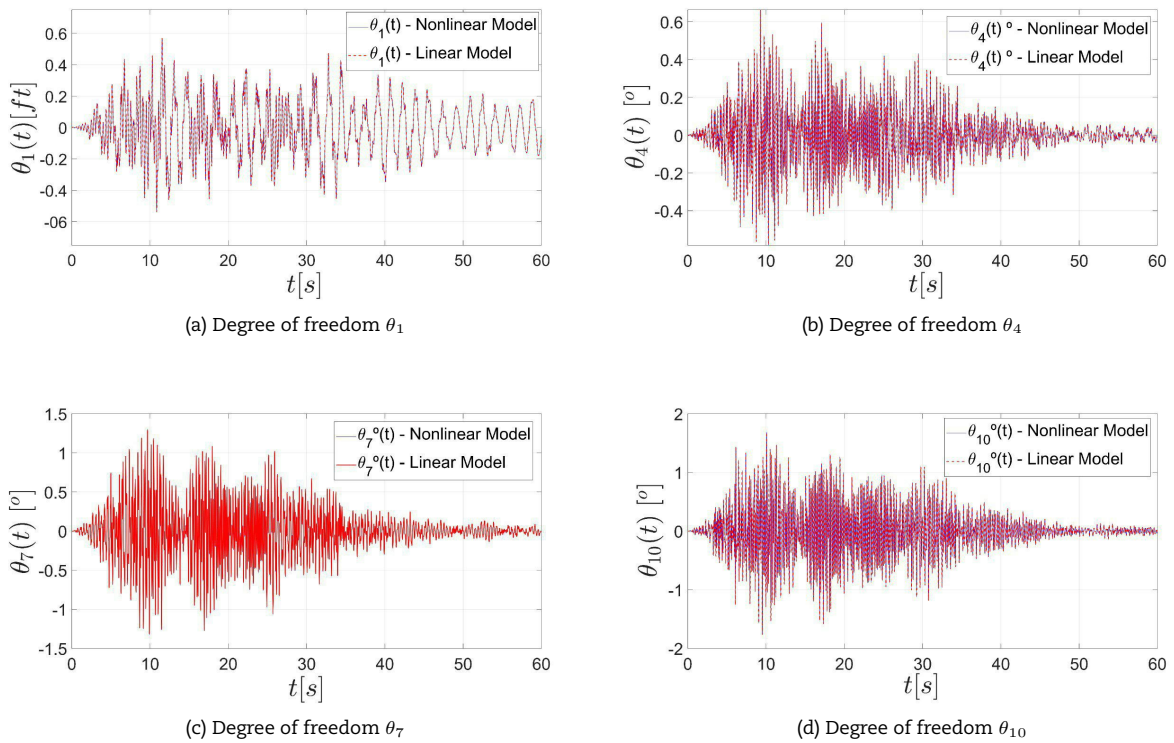 θ₁(t) - Nonlinear Model
θ₁(t) - Linear Model
0.6
0.4
0.2
0
-0.2
-0.4
-06
θ₁(t)[ft]
0 10 20 30 40 50 60
t[s]
(a) Degree of freedom θ₁
θ₄(t) º - Nonlinear Model
θ₄(t) º - Linear Model
0.6
0.4
0.2
0
-0.2
-0.4
θ₄(t) [º]
0 10 20 30 40 50 60
t[s]
(b) Degree of freedom θ₄
θ₇º(t) - Nonlinear Model
θ₇º(t) - Linear Model
1.5
1
0.5
0
-0.5
-1
-1.5
θ₇(t) [º]
0 10 20 30 40 50 60
t[s]
(c) Degree of freedom θ₇
θ₁₀º(t) - Nonlinear Model
θ₁₀º(t) - Linear Model
2
1
0
-1
-2
θ₁₀(t) [º]
0 10 20 30 40 50 60
t[s]
(d) Degree of freedom θ₁₀